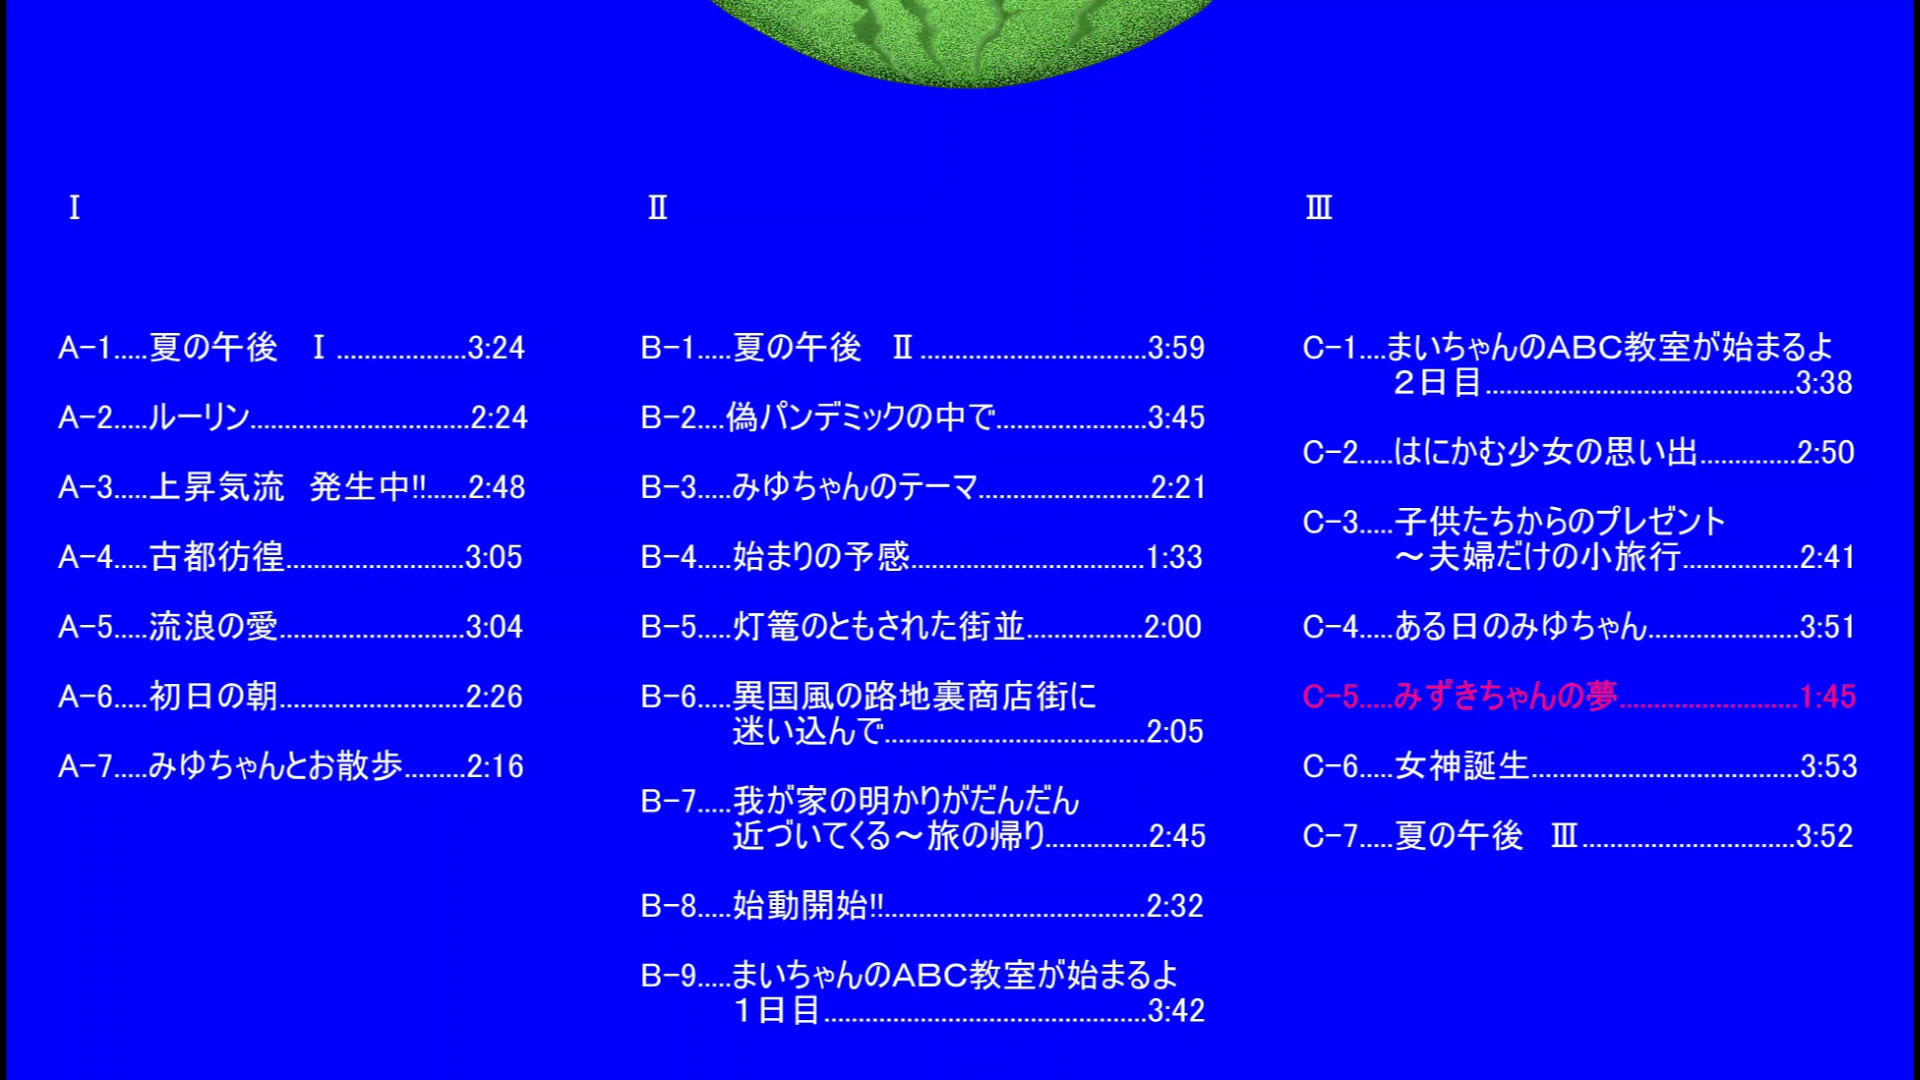 Ⅰ
A-1.....夏の午後　Ⅰ...................3:24
A-2.....ルーリン................................2:24
A-3.....上昇気流　発生中!!......2:48
A-4.....古都彷徨..........................3:05
A-5.....流浪の愛...........................3:04
A-6.....初日の朝...........................2:26
A-7.....みゆちゃんとお散歩.........2:16
Ⅱ
B-1.....夏の午後　Ⅱ.................................3:59
B-2....偽パンデミックの中で......................3:45
B-3.....みゆちゃんのテーマ.........................2:21
B-4.....始まりの予感..................................1:33
B-5.....灯篭のともされた街並.................2:00
B-6.....異国風の路地裏商店街に
迷い込んで......................................2:05
B-7.....我が家の明かりがだんだん
近づいてくる～旅の帰り...............2:45
B-8.....始動開始!!......................................2:32
B-9.....まいちゃんのＡＢＣ教室が始まるよ
１日目...............................................3:42
Ⅲ
C-1....まいちゃんのＡＢＣ教室が始まるよ
２日目.............................................3:38
C-2.....はにかむ少女の思い出..............2:50
C-3.....子供たちからのプレゼント
～夫婦だけの小旅行.................2:41
C-4.....ある日のみゆちゃん......................3:51
C-5.....みずきちゃんの夢..........................1:45
C-6.....女神誕生.......................................3:53
C-7.....夏の午後　Ⅲ...............................3:52